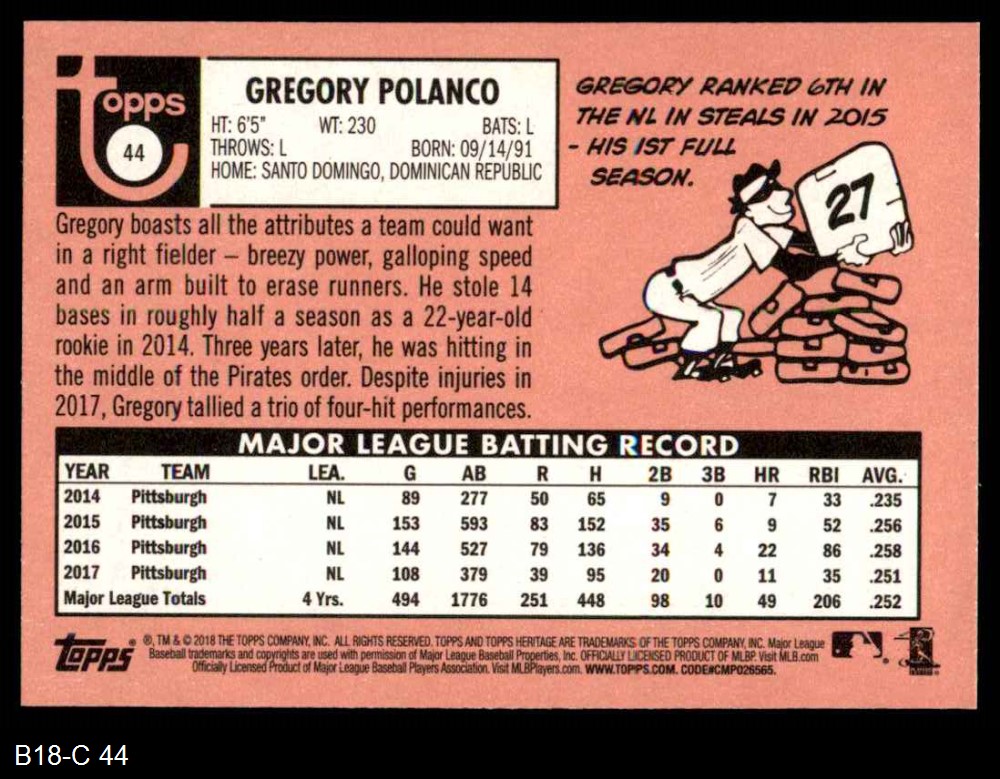 topps
44
GREGORY POLANCO
HT: 6'5" WT: 230 BATS: L
THROWS: L BORN: 09/14/91
HOME: SANTO DOMINGO, DOMINICAN REPUBLIC
GREGORY RANKED 6TH IN
THE NL IN STEALS IN 2015
- HIS 1ST FULL
SEASON.
27
Gregory boasts all the attributes a team could want
in a right fielder – breezy power, galloping speed
and an arm built to erase runners. He stole 14
bases in roughly half a season as a 22-year-old
rookie in 2014. Three years later, he was hitting in
the middle of the Pirates order. Despite injuries in
2017, Gregory tallied a trio of four-hit performances.
MAJOR LEAGUE BATTING RECORD
YEAR TEAM LEA. G AB R H 2B 3B HR RBI AVG.
2014 Pittsburgh NL 89 277 50 65 9 0 7 33 .235
2015 Pittsburgh NL 153 593 83 152 35 6 9 52 .256
2016 Pittsburgh NL 144 527 79 136 34 4 22 86 .258
2017 Pittsburgh NL 108 379 39 95 20 0 11 35 .251
Major League Totals 4 Yrs. 494 1776 251 448 98 10 49 206 .252
TOPPS ® ®, TM & © 2018 THE TOPPS COMPANY, INC. ALL RIGHTS RESERVED. TOPPS AND TOPPS HERITAGE ARE TRADEMARKS OF THE TOPPS COMPANY, INC. Major League
Baseball trademarks and copyrights are used with permission of Major League Baseball Properties, Inc. OFFICIALLY LICENSED PRODUCT OF MLBP. Visit MLB.com
Officially Licensed Product of Major League Baseball Players Association. Visit MLBPlayers.com. WWW.TOPPS.COM. CODE#CMP026565.
B18-C 44